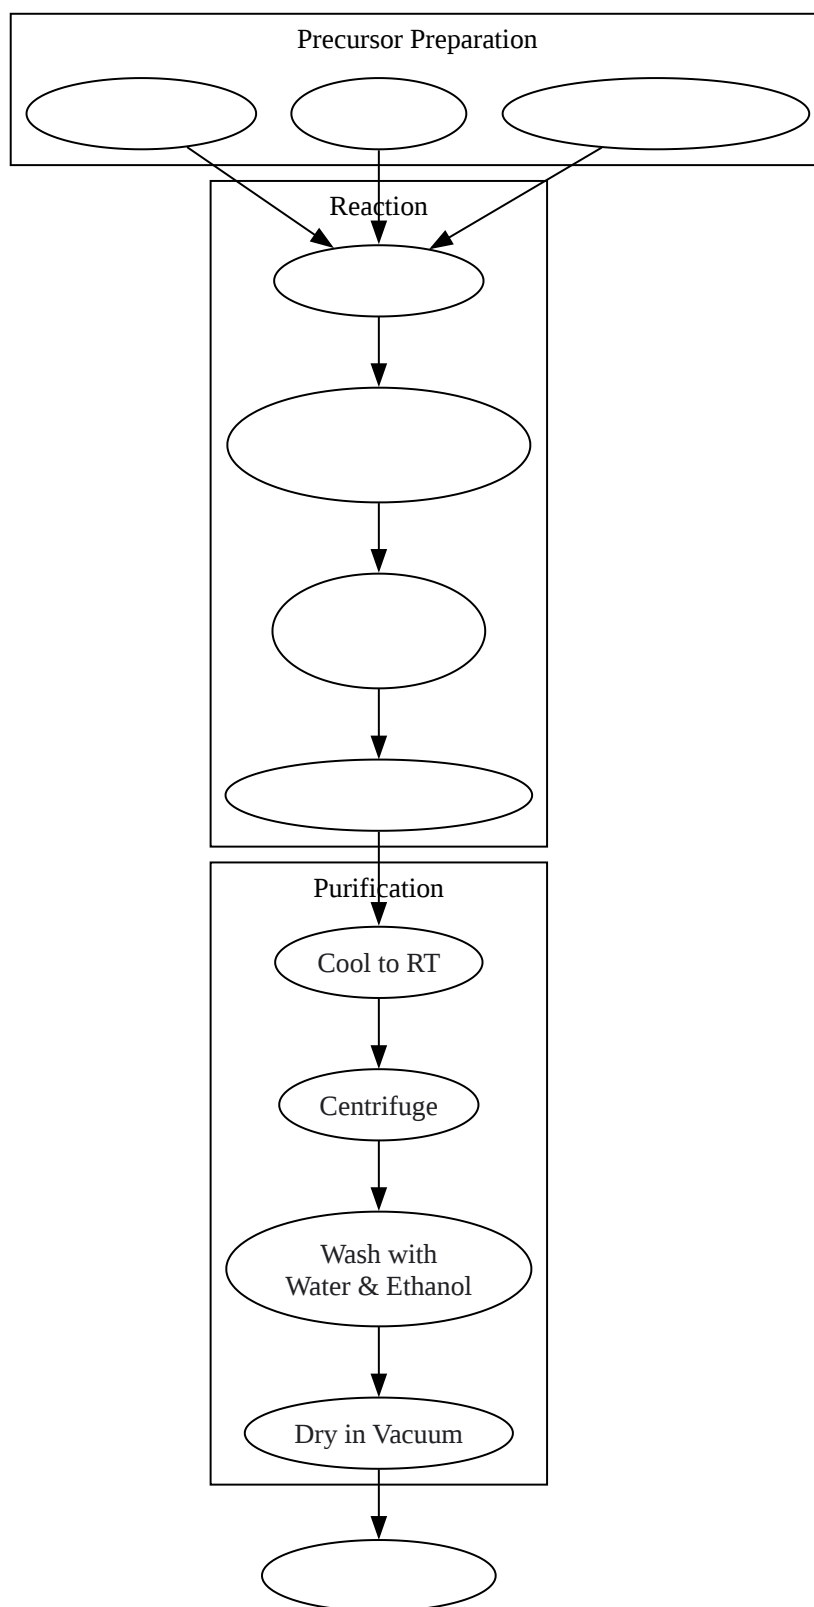 Precursor Preparation
Reaction
Purification
Cool to RT
Centrifuge
Wash with
Water & Ethanol
Dry in Vacuum